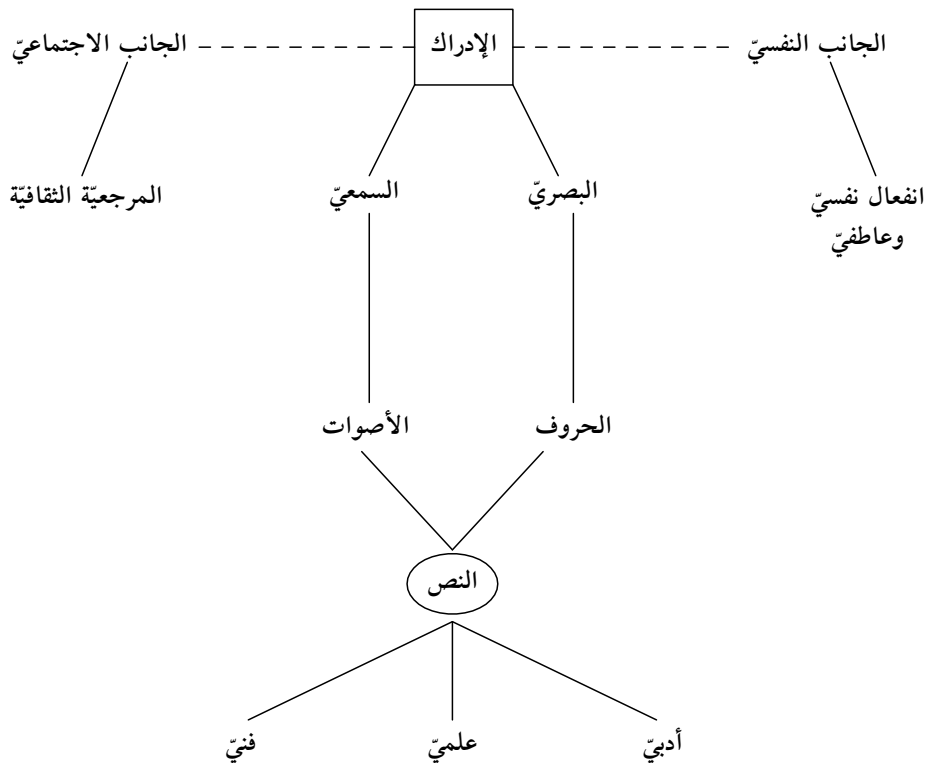 الجانب النفسيّ
الإدراك
الجانب الاجتماعيّ
انفعال نفسيّ
وعاطفيّ
البصريّ
السمعيّ
المرجعيّة الثقافيّة
الحروف
الأصوات
النص
أدبيّ
علميّ
فنيّ